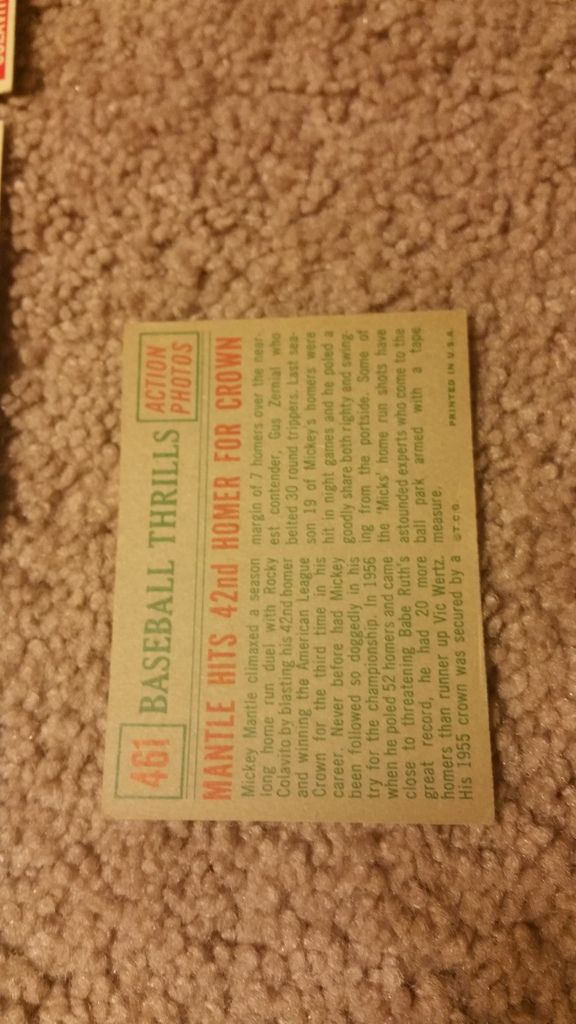 461 BASEBALL THRILLS ACTION PHOTOS
MANTLE HITS 42nd HOMER FOR CROWN
Mickey Mantle climaxed a season
long home run duel with Rocky
Colavito by blasting his 42nd homer
and winning the American League
Crown for the third time in his
career. Never before had Mickey
been followed so doggedly in his
try for the championship. In 1956
when he poled 52 homers and came
close to threatening Babe Ruth's
great record, he had 20 more
homers than runner up Vic Wertz.
His 1955 crown was secured by a
margin of 7 homers over the near-
est contender, Gus Zernial who
belted 30 round trippers. Last sea-
son 19 of Mickey's homers were
hit in night games and he poled a
goodly share both righty and swing-
ing from the portside. Some of
the 'Micks' home run shots have
astounded experts who come to the
ball park armed with a tape
measure.
©T.C.G. PRINTED IN U.S.A.